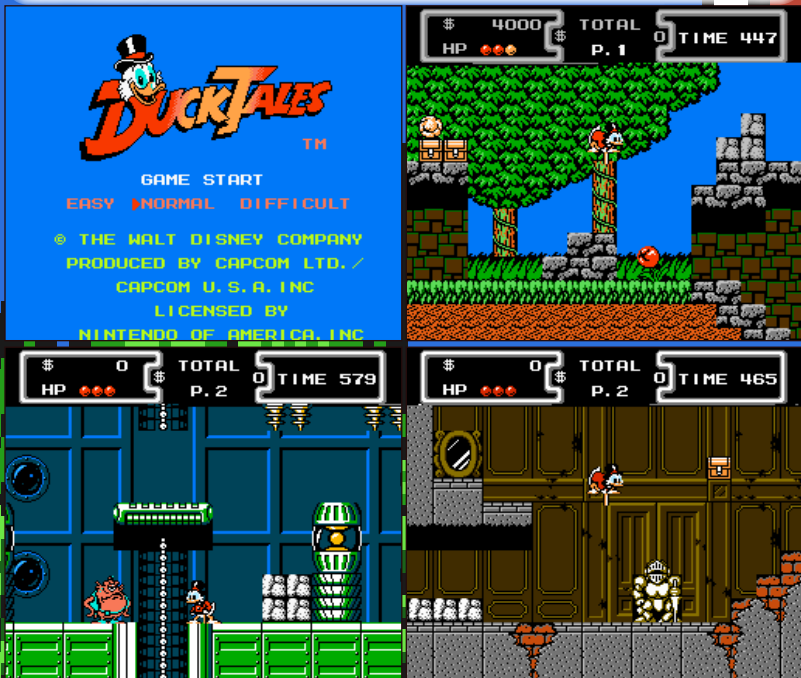 DUCKTALES
TM
GAME START
EASY NORMAL DIFFICULT
© THE WALT DISNEY COMPANY
PRODUCED BY CAPCOM LTD./
CAPCOM U.S.A. INC
LICENSED BY
NINTENDO OF AMERICA, INC
$ 4000 $ TOTAL 0 TIME 447
HP P.1
$ 0 $ TOTAL 0 TIME 579
HP P.2
$ 0 $ TOTAL 0 TIME 465
HP P.2